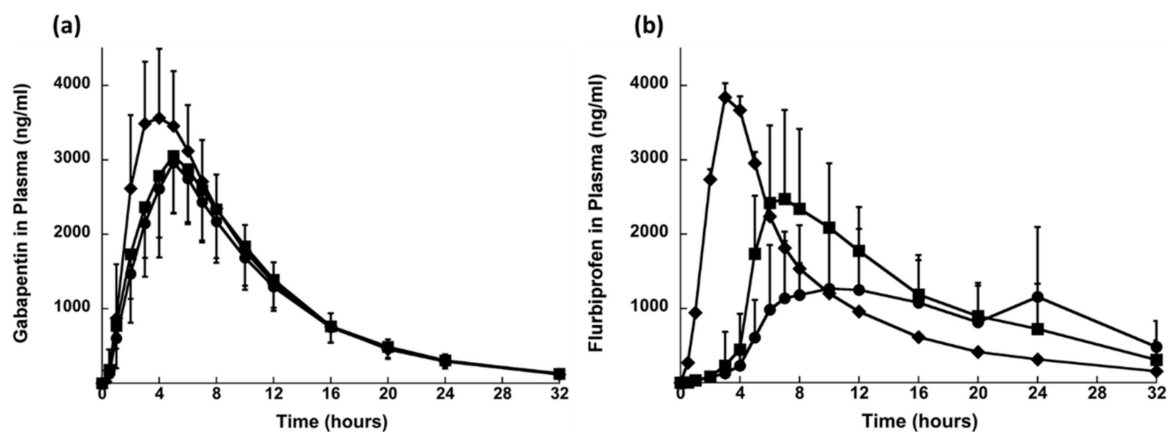 (a)
Gabapentin in Plasma (ng/ml)
4000
3000
2000
1000
0 4 8 12 16 20 24 28 32
Time (hours)
(b)
Flurbiprofen in Plasma (ng/ml)
4000
3000
2000
1000
0 4 8 12 16 20 24 28 32
Time (hours)